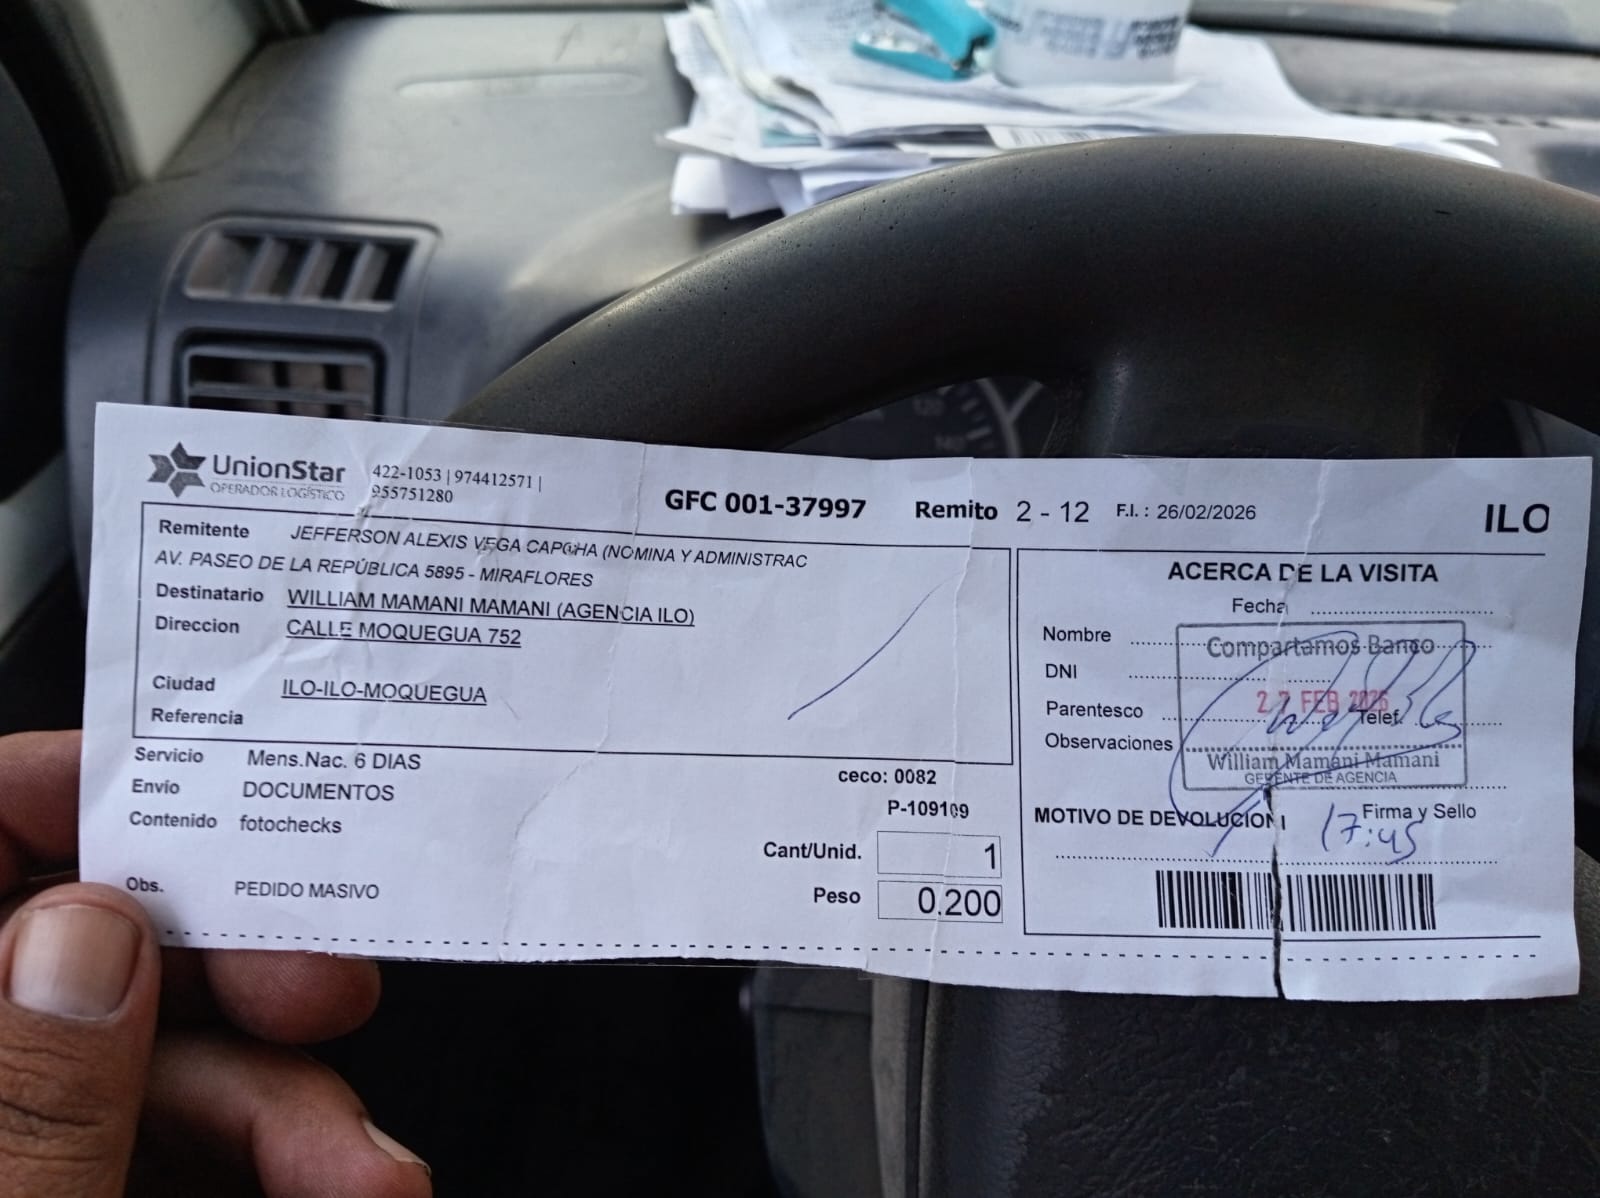 UnionStar
OPERADOR LOGÍSTICO
422-1053 | 974412571 |
955751280
GFC 001-37997
Remito 2 - 12
F.I. : 26/02/2026
ILO
Remitente JEFFERSON ALEXIS VEGA CAPCHA (NOMINA Y ADMINISTRAC
AV. PASEO DE LA REPÚBLICA 5895 - MIRAFLORES
Destinatario WILLIAM MAMANI MAMANI (AGENCIA ILO)
Direccion CALLE MOQUEGUA 752
Ciudad ILO-ILO-MOQUEGUA
Referencia
Servicio Mens.Nac. 6 DIAS
Envío DOCUMENTOS
Contenido fotochecks
Obs. PEDIDO MASIVO
ceco: 0082
P-109109
Cant/Unid. 1
Peso 0.200
ACERCA DE LA VISITA
Fecha
Nombre
DNI
Parentesco
Telef.
Observaciones
Compartamos Banco
27 FEB 2026
William Mamani Mamani
GERENTE DE AGENCIA
MOTIVO DE DEVOLUCION
Firma y Sello
17:45